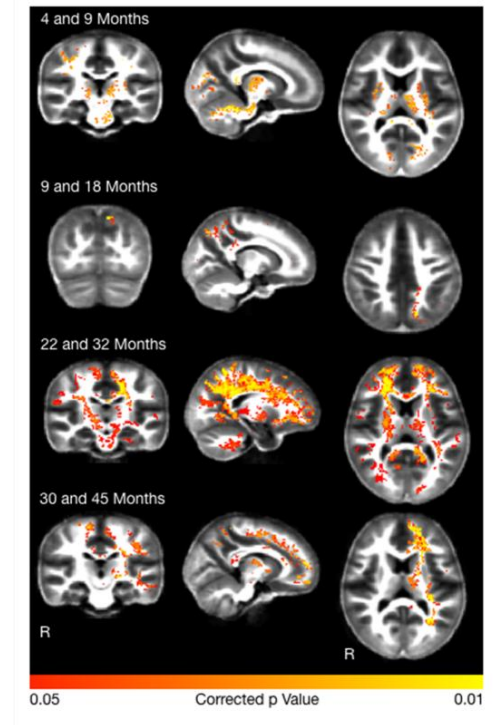 4 and 9 Months
9 and 18 Months
22 and 32 Months
30 and 45 Months
R
R
0.05 Corrected p Value 0.01